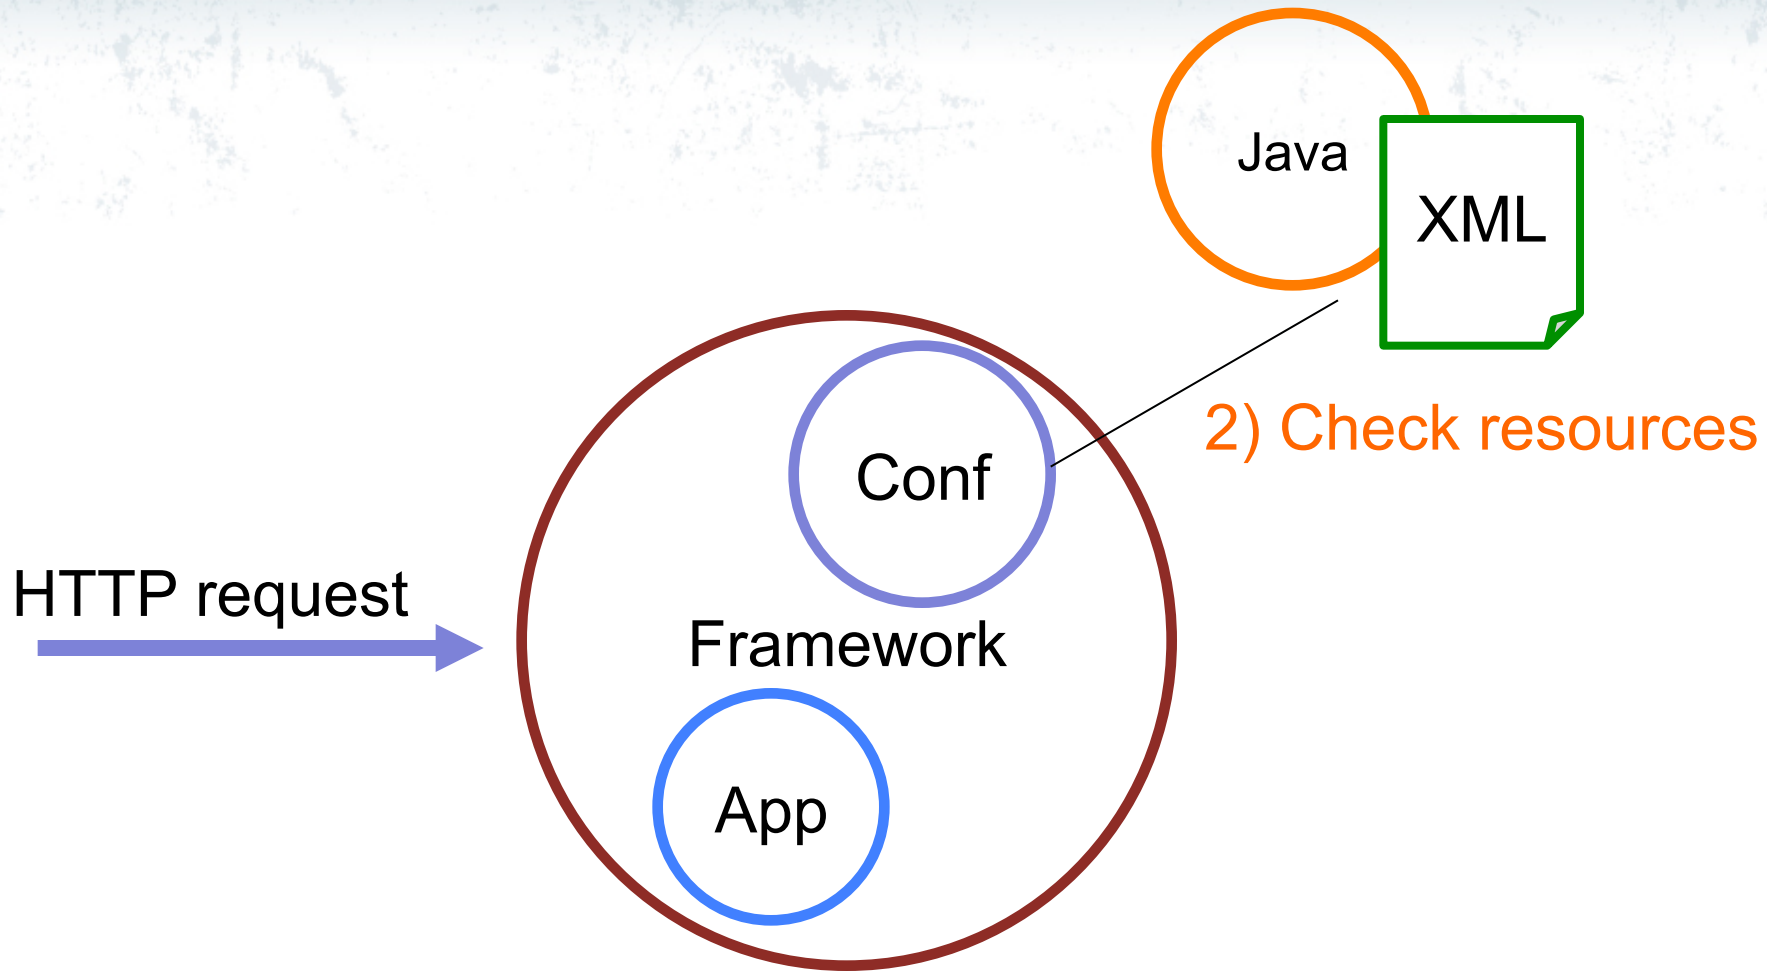 Java
XML
2) Check resources
Conf
HTTP request
Framework
App